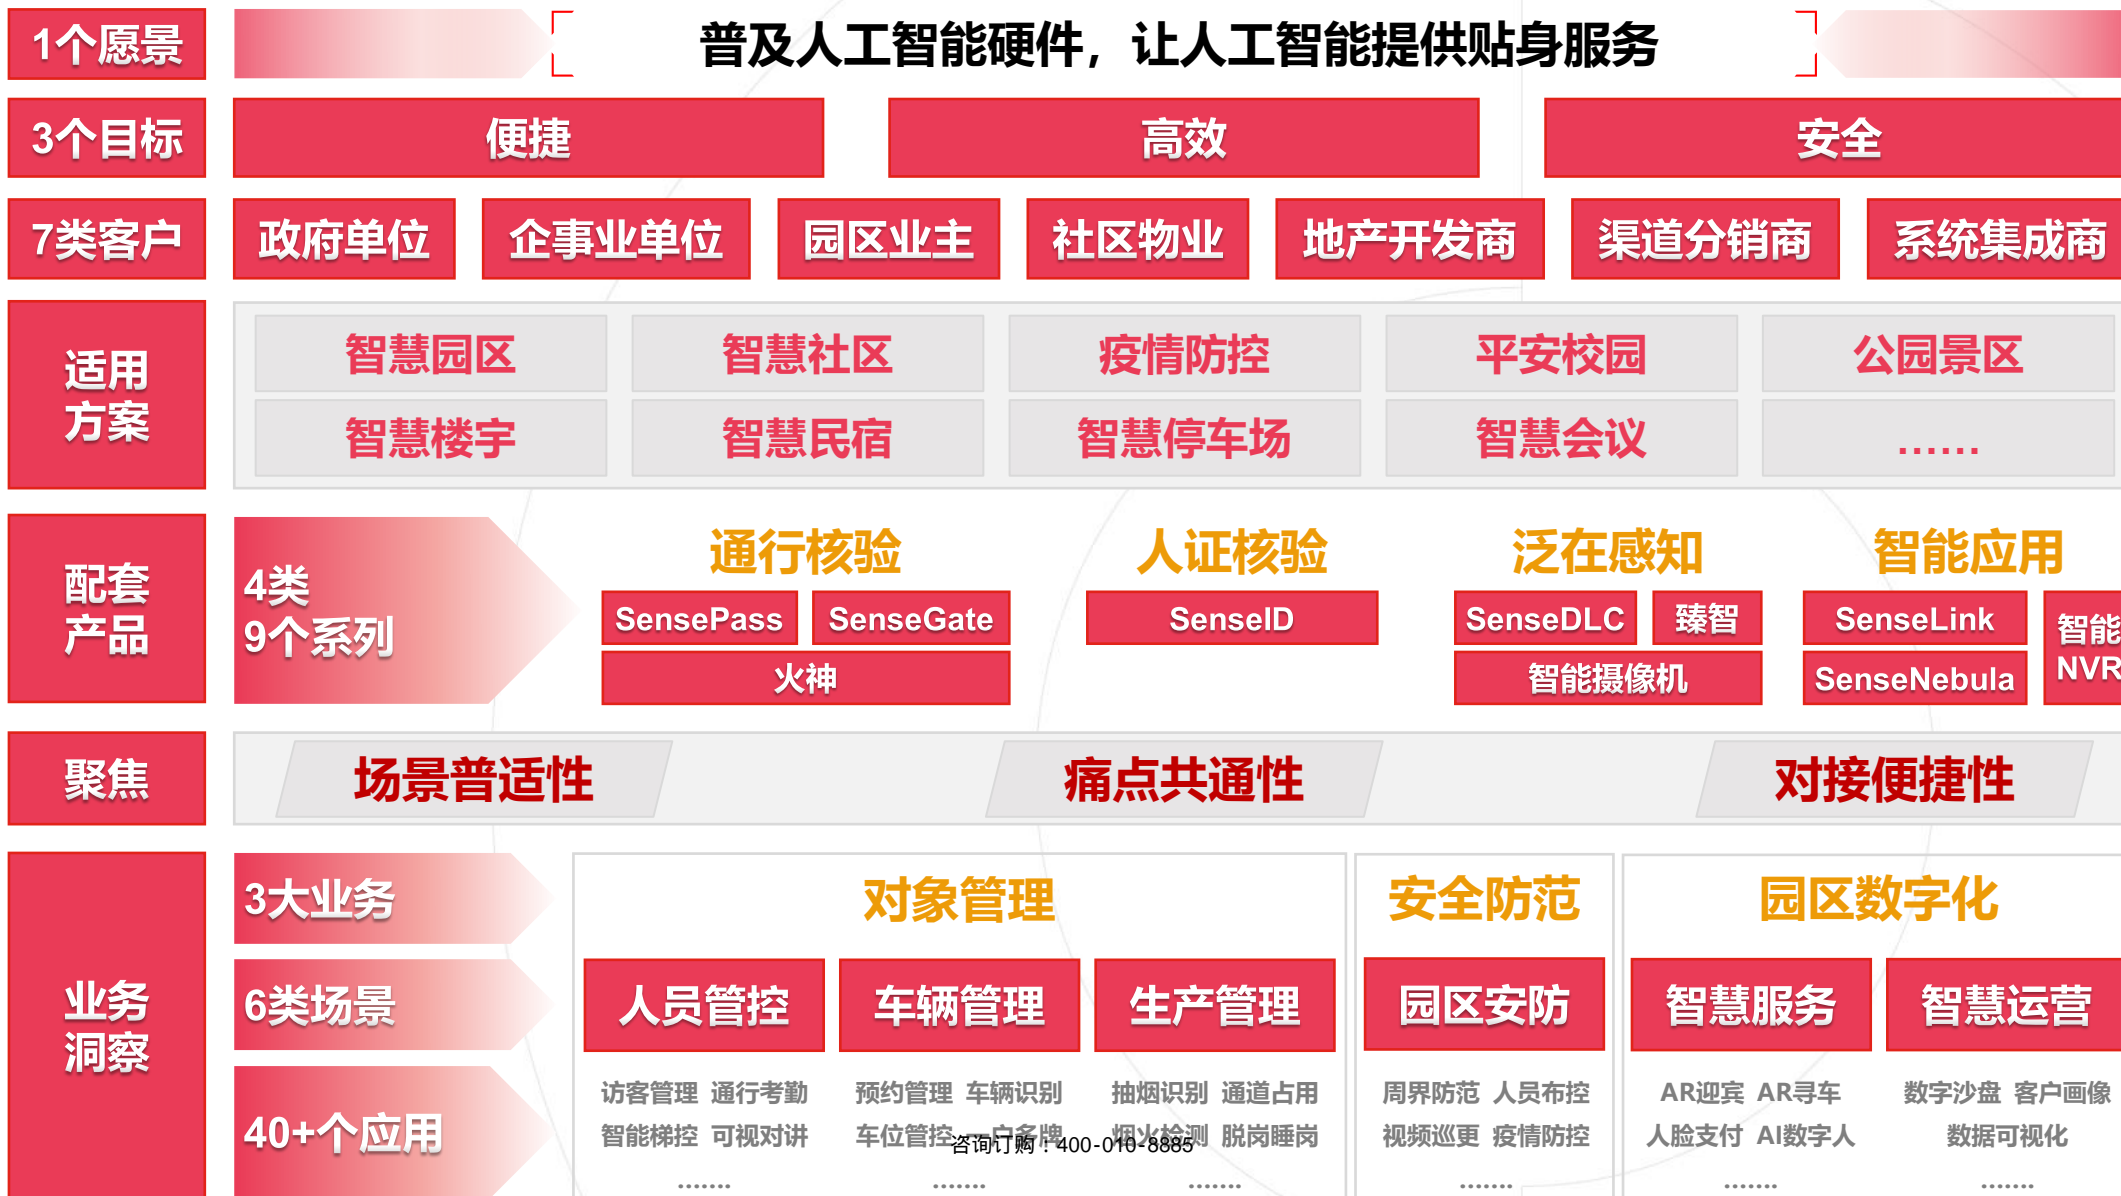 1个愿景
普及人工智能硬件，让人工智能提供贴身服务
3个目标
便捷
高效
安全
7类客户
政府单位
企事业单位
园区业主
社区物业
地产开发商
渠道分销商
系统集成商
适用
方案
智慧园区
智慧社区
疫情防控
平安校园
公园景区
智慧楼宇
智慧民宿
智慧停车场
智慧会议
……
配套
产品
4类
9个系列
通行核验
SensePass
SenseGate
火神
人证核验
SenseID
泛在感知
SenseDLC
臻智
智能摄像机
智能应用
SenseLink
SenseNebula
智能
NVR
聚焦
场景普适性
痛点共通性
对接便捷性
业务
洞察
3大业务
对象管理
安全防范
园区数字化
6类场景
人员管控
车辆管理
生产管理
园区安防
智慧服务
智慧运营
40+个应用
访客管理 通行考勤
智能梯控 可视对讲
.......
预约管理 车辆识别
车位管控 一户多牌
.......
抽烟识别 通道占用
烟火检测 脱岗睡岗
.......
周界防范 人员布控
视频巡更 疫情防控
.......
AR迎宾 AR寻车
人脸支付 AI数字人
.......
数字沙盘 客户画像
数据可视化
.......
咨询订购：400-010-8885